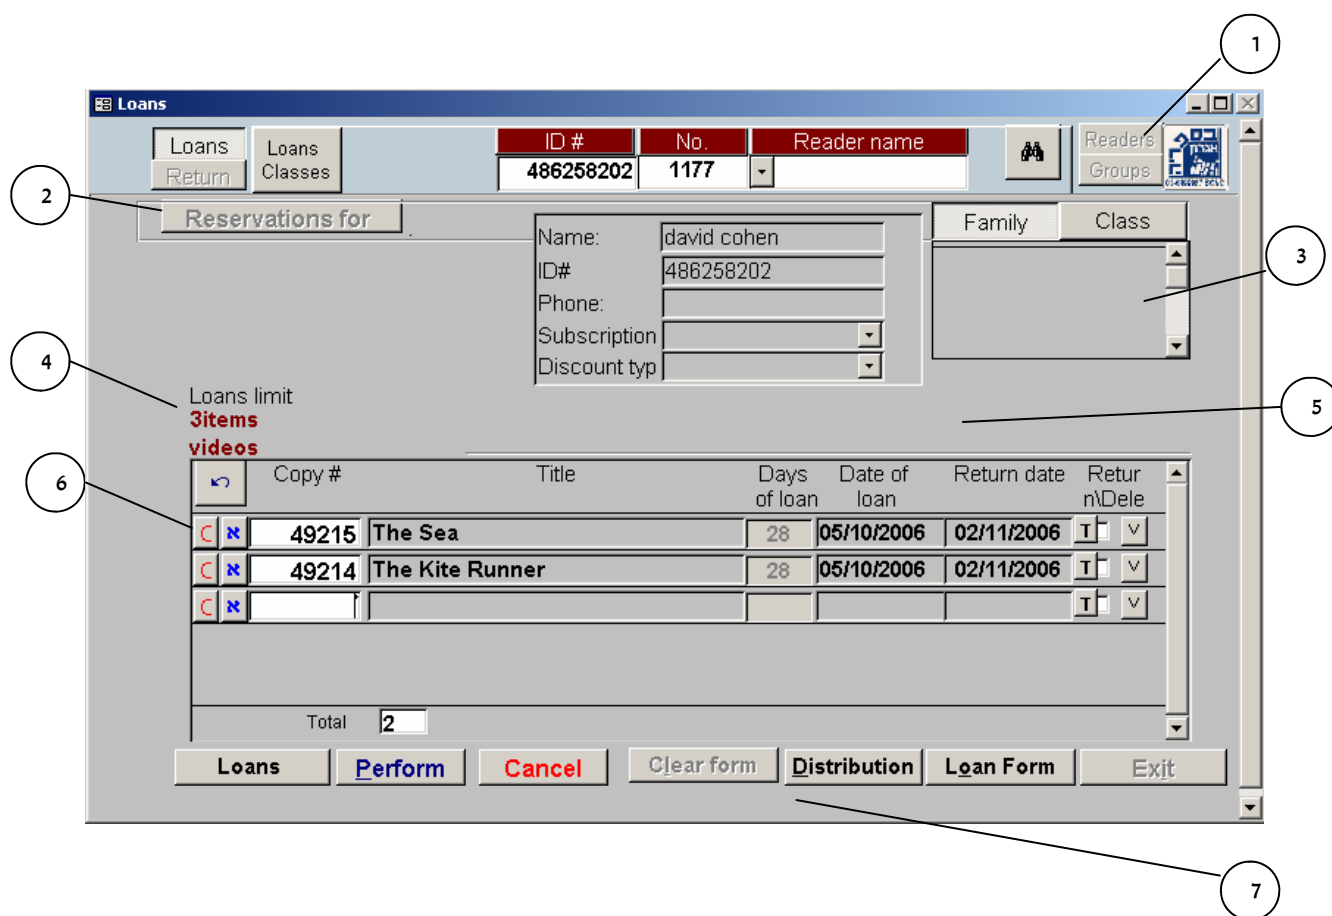 1
Loans
Loans
Return
Loans
Classes
ID #
No.
Reader name
486258202
1177
Readers
Groups
2
Reservations for
.
Name:
david cohen
ID#
486258202
Phone:
Subscription
Discount typ
Family
Class
3
4
Loans limit
3items
videos
5
6
Copy #
Title
Days
of loan
Date of
loan
Return date
Retur
n\Dele
כ א 49215 The Sea 28 05/10/2006 02/11/2006 T V
כ א 49214 The Kite Runner 28 05/10/2006 02/11/2006 T V
כ א T V
Total 2
Loans
Perform
Cancel
Clear form
Distribution
Loan Form
Exit
7